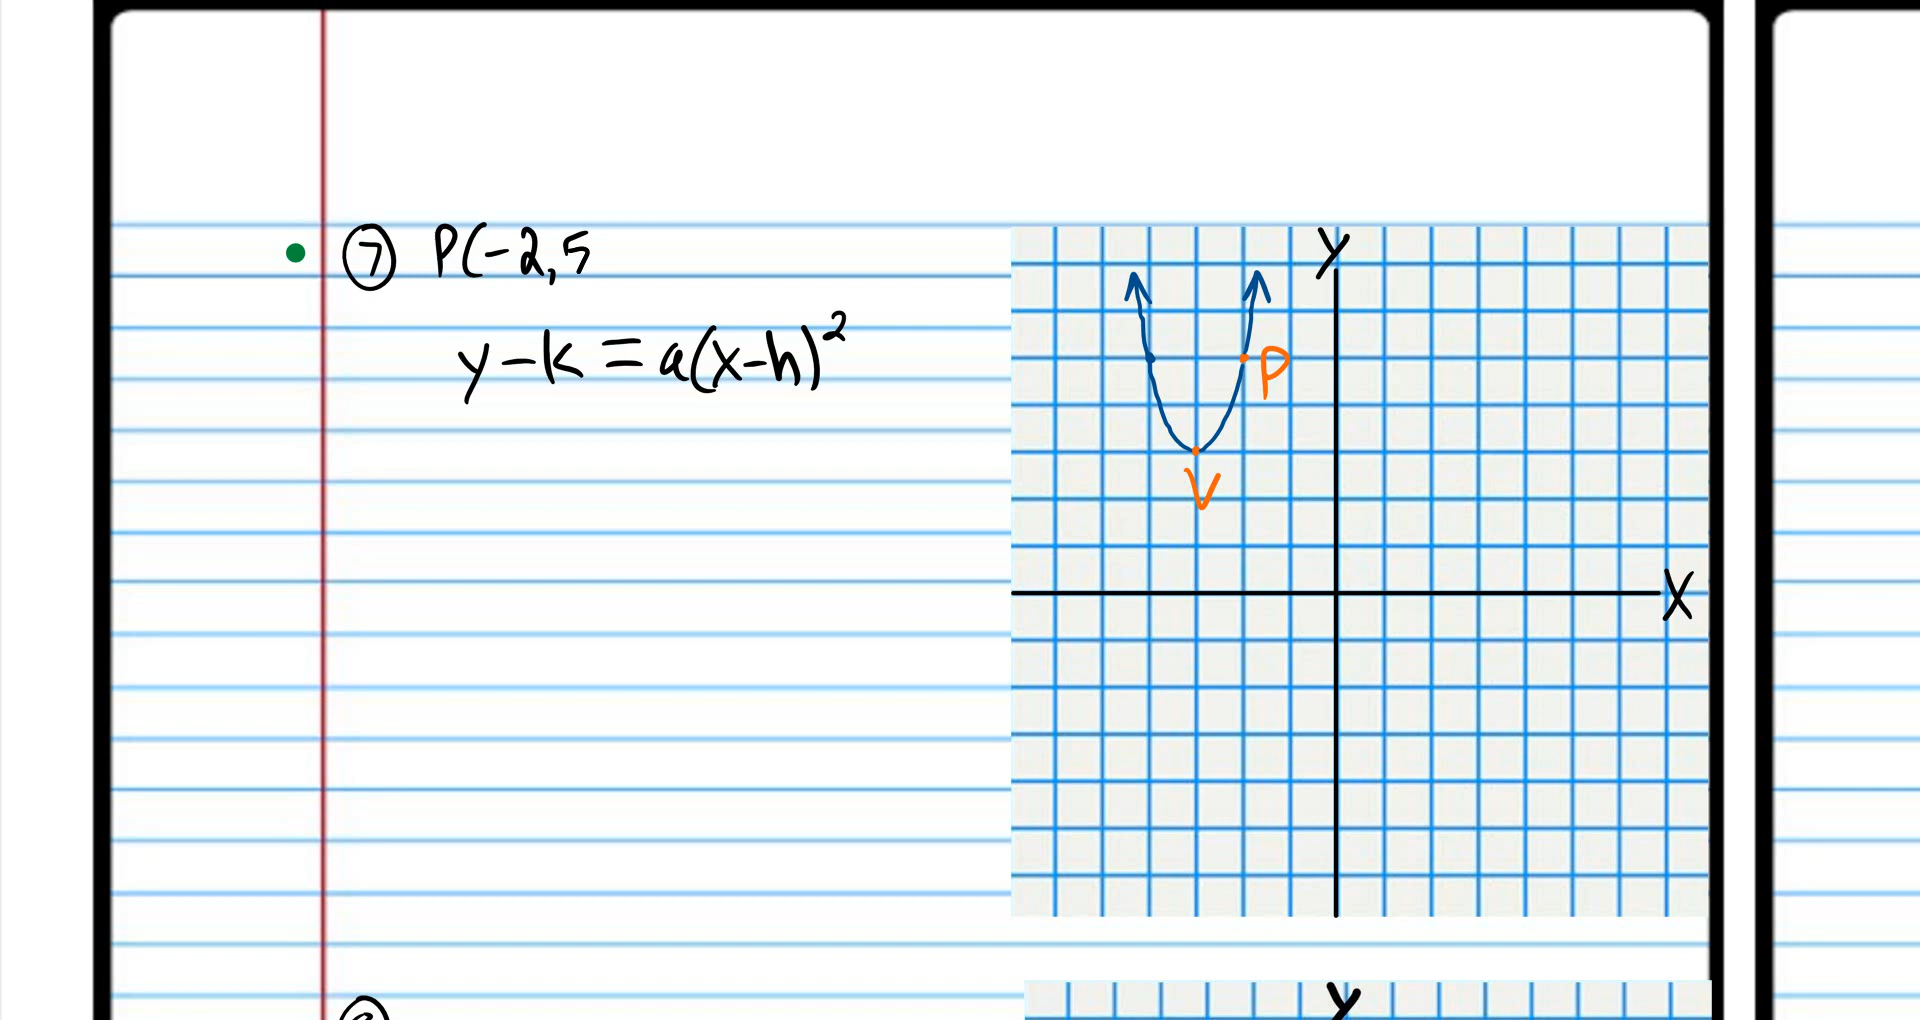 ⑦ P(-2,5
y-k=a(x-h)²
y
P
V
X
y